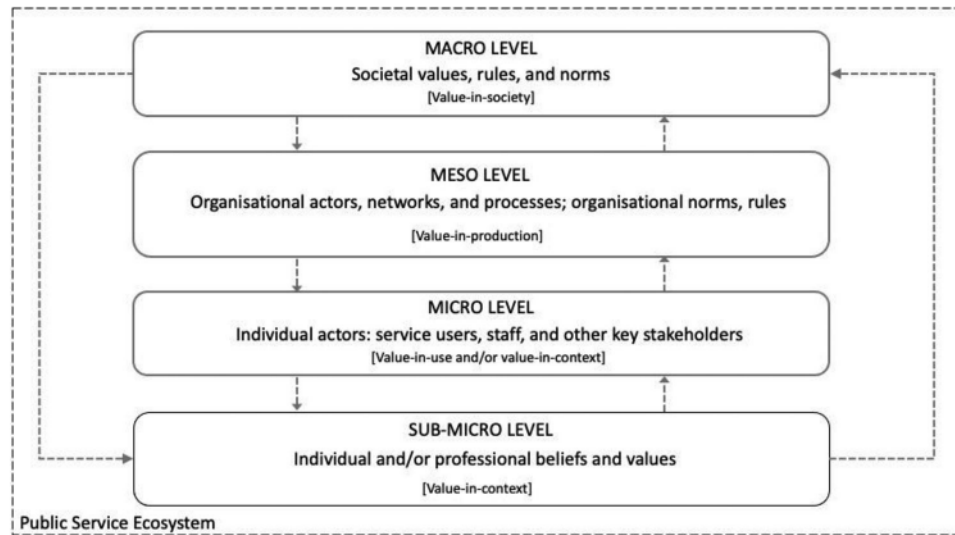 MACRO LEVEL
Societal values, rules, and norms
[Value-in-society]
MESO LEVEL
Organisational actors, networks, and processes; organisational norms, rules
[Value-in-production]
MICRO LEVEL
Individual actors: service users, staff, and other key stakeholders
[Value-in-use and/or value-in-context]
SUB-MICRO LEVEL
Individual and/or professional beliefs and values
[Value-in-context]
Public Service Ecosystem